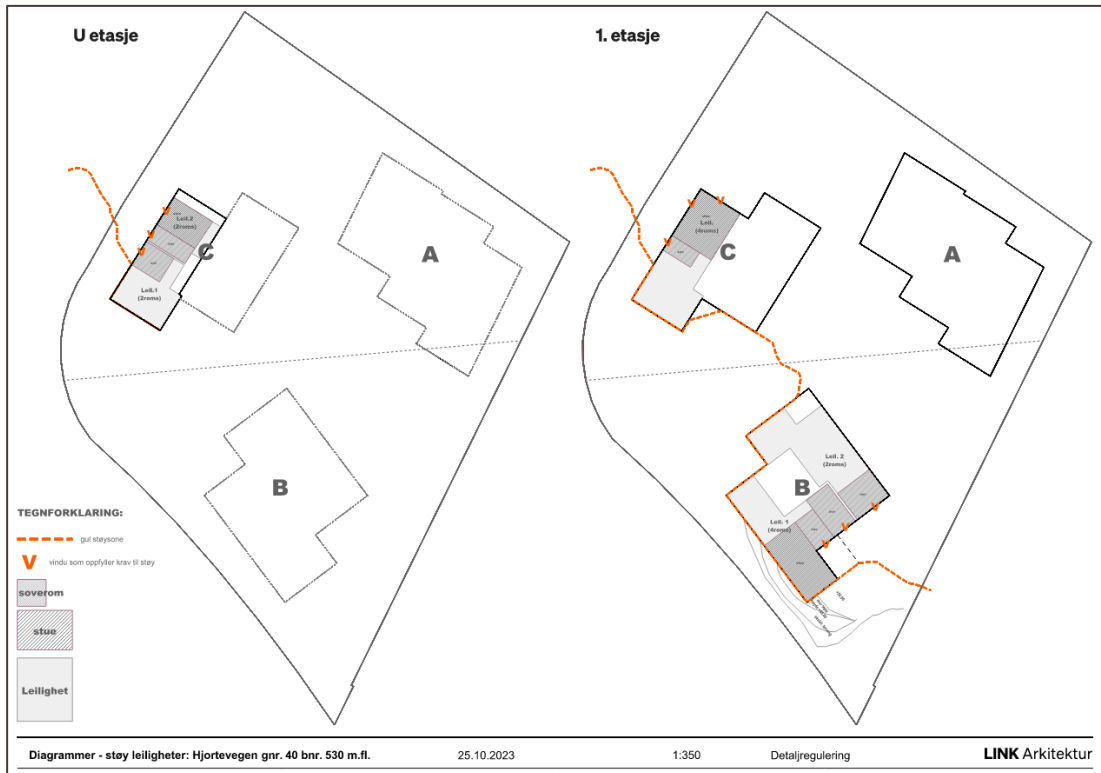 U etasje
1. etasje
Leil.2
(2roms)
C
Leil.1
(2roms)
A
B
Leil.
(4roms)
C
A
Leil. 2
(2roms)
B
Leil. 1
(4roms)
TEGNFORKLARING:
gul støysone
V vindu som oppfyller krav til støy
soverom
stue
Leilighet
Diagrammer - støy leiligheter: Hjortevegen gnr. 40 bnr. 530 m.fl. 25.10.2023 1:350 Detaljregulering LINK Arkitektur